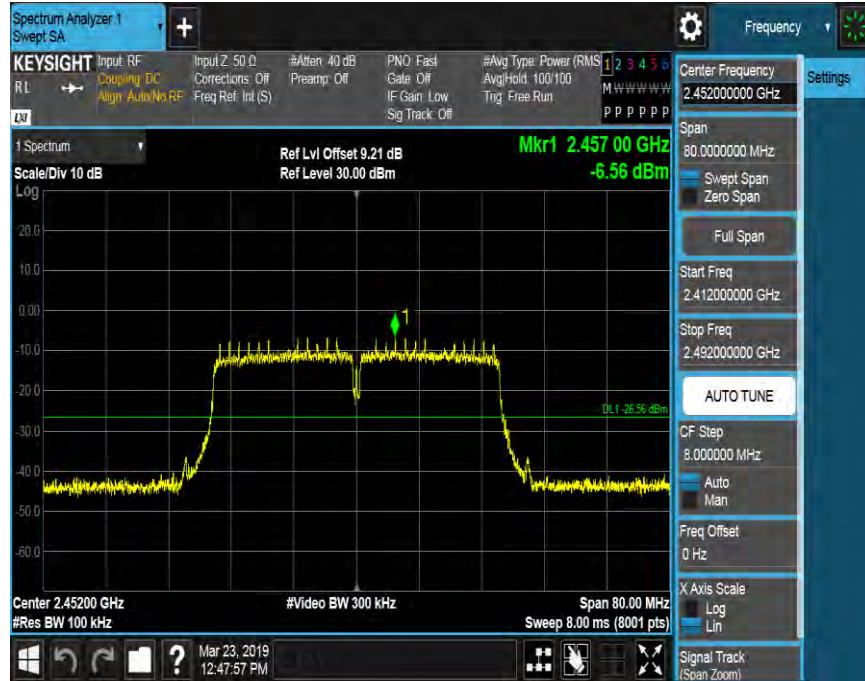 Spectrum Analyzer 1
Swept SA
+
Frequency
KEYSIGHT
RL
LXI
Input: RF
Coupling: DC
Align: Auto/No RF
Input Z: 50 Ω
Corrections: Off
Freq Ref: Int (S)
#Atten: 40 dB
Preamp: Off
PNO: Fast
Gate: Off
IF Gain: Low
Sig Track: Off
#Avg Type: Power (RMS
Avg|Hold: 100/100
Trig: Free Run
1 2 3 4 5 6
M W W W W W
P P P P P P
1 Spectrum
Scale/Div 10 dB
Ref Lvl Offset 9.21 dB
Ref Level 30.00 dBm
Mkr1 2.457 00 GHz
-6.56 dBm
Log
20.0
10.0
0.00
-10.0
-20.0
-30.0
-40.0
-50.0
-60.0
1
DL1 -26.56 dBm
Center 2.45200 GHz
#Res BW 100 kHz
#Video BW 300 kHz
Span 80.00 MHz
Sweep 8.00 ms (8001 pts)
?
Mar 23, 2019
12:47:57 PM
Center Frequency
2.452000000 GHz
Settings
Span
80.0000000 MHz
Swept Span
Zero Span
Full Span
Start Freq
2.412000000 GHz
Stop Freq
2.492000000 GHz
AUTO TUNE
CF Step
8.000000 MHz
Auto
Man
Freq Offset
0 Hz
X Axis Scale
Log
Lin
Signal Track
(Span Zoom)